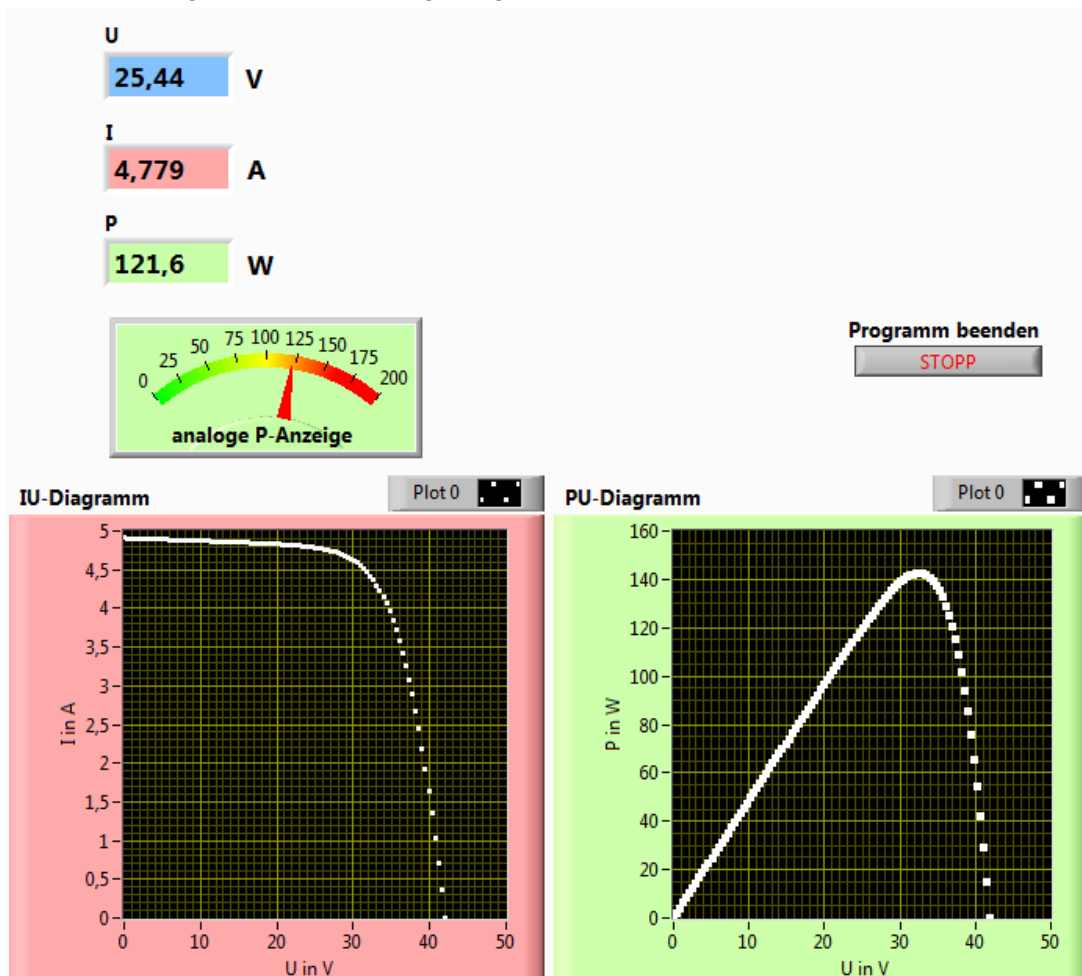 U
25,44 V
I
4,779 A
P
121,6 W
0 25 50 75 100 125 150 175 200
analoge P-Anzeige
Programm beenden
STOPP
IU-Diagramm
Plot 0
5
4,5
4
3,5
3
2,5
2
1,5
1
0,5
0
I in A
0 10 20 30 40 50
U in V
PU-Diagramm
Plot 0
160
140
120
100
80
60
40
20
0
P in W
0 10 20 30 40 50
U in V